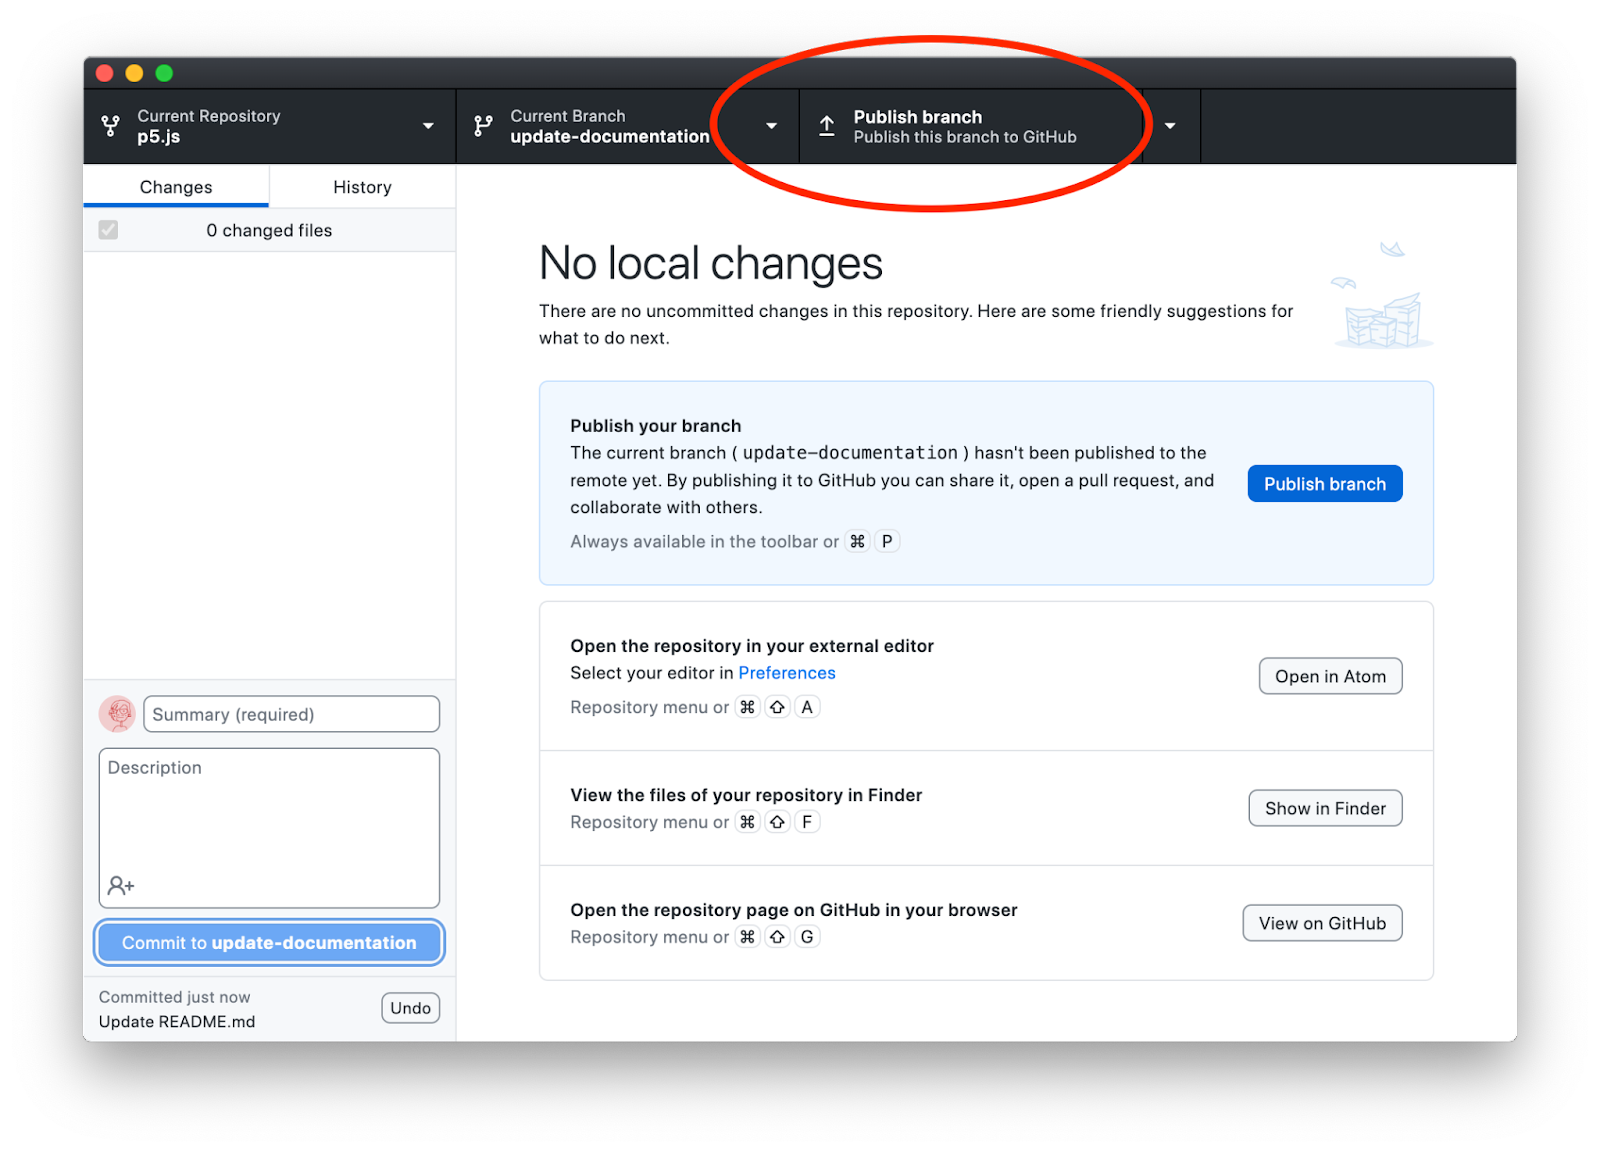 Current Repository
p5.js
Current Branch
update-documentation
Publish branch
Publish this branch to GitHub
Changes
History
0 changed files
No local changes
There are no uncommitted changes in this repository. Here are some friendly suggestions for
what to do next.
Publish your branch
The current branch ( update-documentation ) hasn't been published to the
remote yet. By publishing it to GitHub you can share it, open a pull request, and
collaborate with others.
Always available in the toolbar or ⌘ P
Publish branch
Open the repository in your external editor
Select your editor in Preferences
Repository menu or ⌘ ⇧ A
Open in Atom
View the files of your repository in Finder
Repository menu or ⌘ ⇧ F
Show in Finder
Open the repository page on GitHub in your browser
Repository menu or ⌘ ⇧ G
View on GitHub
Summary (required)
Description
Commit to update-documentation
Committed just now
Update README.md
Undo